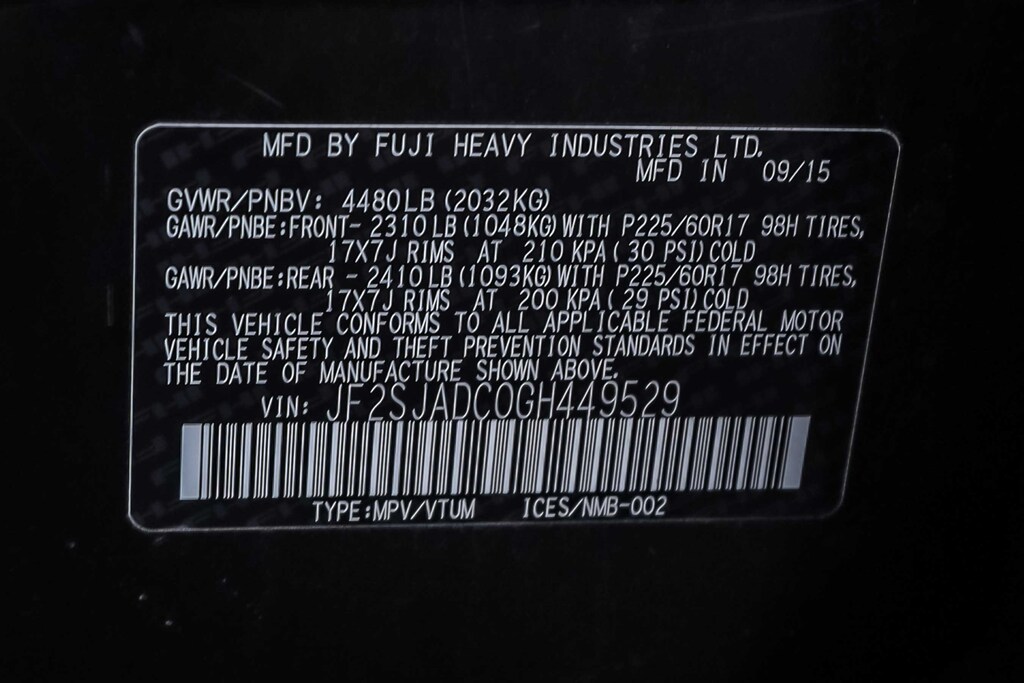 MFD BY FUJI HEAVY INDUSTRIES LTD.
MFD IN 09/15
GVWR/PNBV: 4480LB (2032KG)
GAWR/PNBE:FRONT- 2310 LB (1048KG) WITH P225/60R17 98H TIRES,
17X7J RIMS AT 210 KPA ( 30 PSI) COLD
GAWR/PNBE:REAR - 2410 LB (1093KG) WITH P225/60R17 98H TIRES,
17X7J RIMS AT 200 KPA ( 29 PSI) COLD
THIS VEHICLE CONFORMS TO ALL APPLICABLE FEDERAL MOTOR
VEHICLE SAFETY AND THEFT PREVENTION STANDARDS IN EFFECT ON
THE DATE OF MANUFACTURE SHOWN ABOVE.
VIN: JF2SJADC0GH449529
TYPE:MPV/VTUM ICES/NMB-002